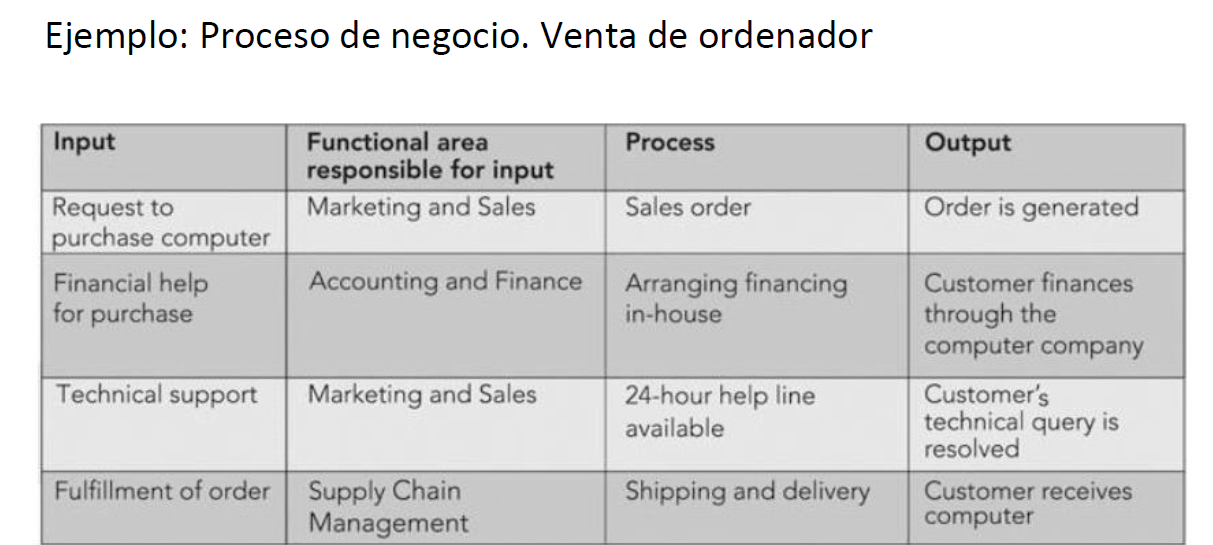 Ejemplo: Proceso de negocio. Venta de ordenador
Input
Functional area
responsible for input
Process
Output
Request to
purchase computer
Marketing and Sales
Sales order
Order is generated
Financial help
for purchase
Accounting and Finance
Arranging financing
in-house
Customer finances
through the
computer company
Technical support
Marketing and Sales
24-hour help line
available
Customer's
technical query is
resolved
Fulfillment of order
Supply Chain
Management
Shipping and delivery
Customer receives
computer